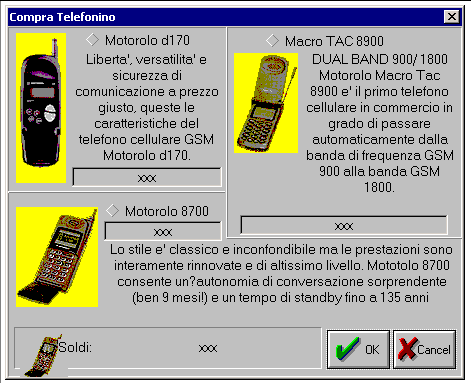 Compra Telefonino
Motorolo d170
Liberta', versatilita' e
sicurezza di
comunicazione a prezzo
giusto, queste le
caratteristiche del
telefono cellulare GSM
Motorolo d170.
xxx
Macro TAC 8900
DUAL BAND 900/ 1800
Motorolo Macro Tac
8900 e' il primo telefono
cellulare in commercio in
grado di passare
automaticamente dalla
banda di frequenza GSM
900 alla banda GSM
1800.
xxx
Motorolo 8700
xxx
Lo stile e' classico e inconfondibile ma le prestazioni sono
interamente rinnovate e di altissimo livello. Mototolo 8700
consente un?autonomia di conversazione sorprendente
(ben 9 mesi!) e un tempo di standby fino a 135 anni
Soldi: xxx
OK
Cancel